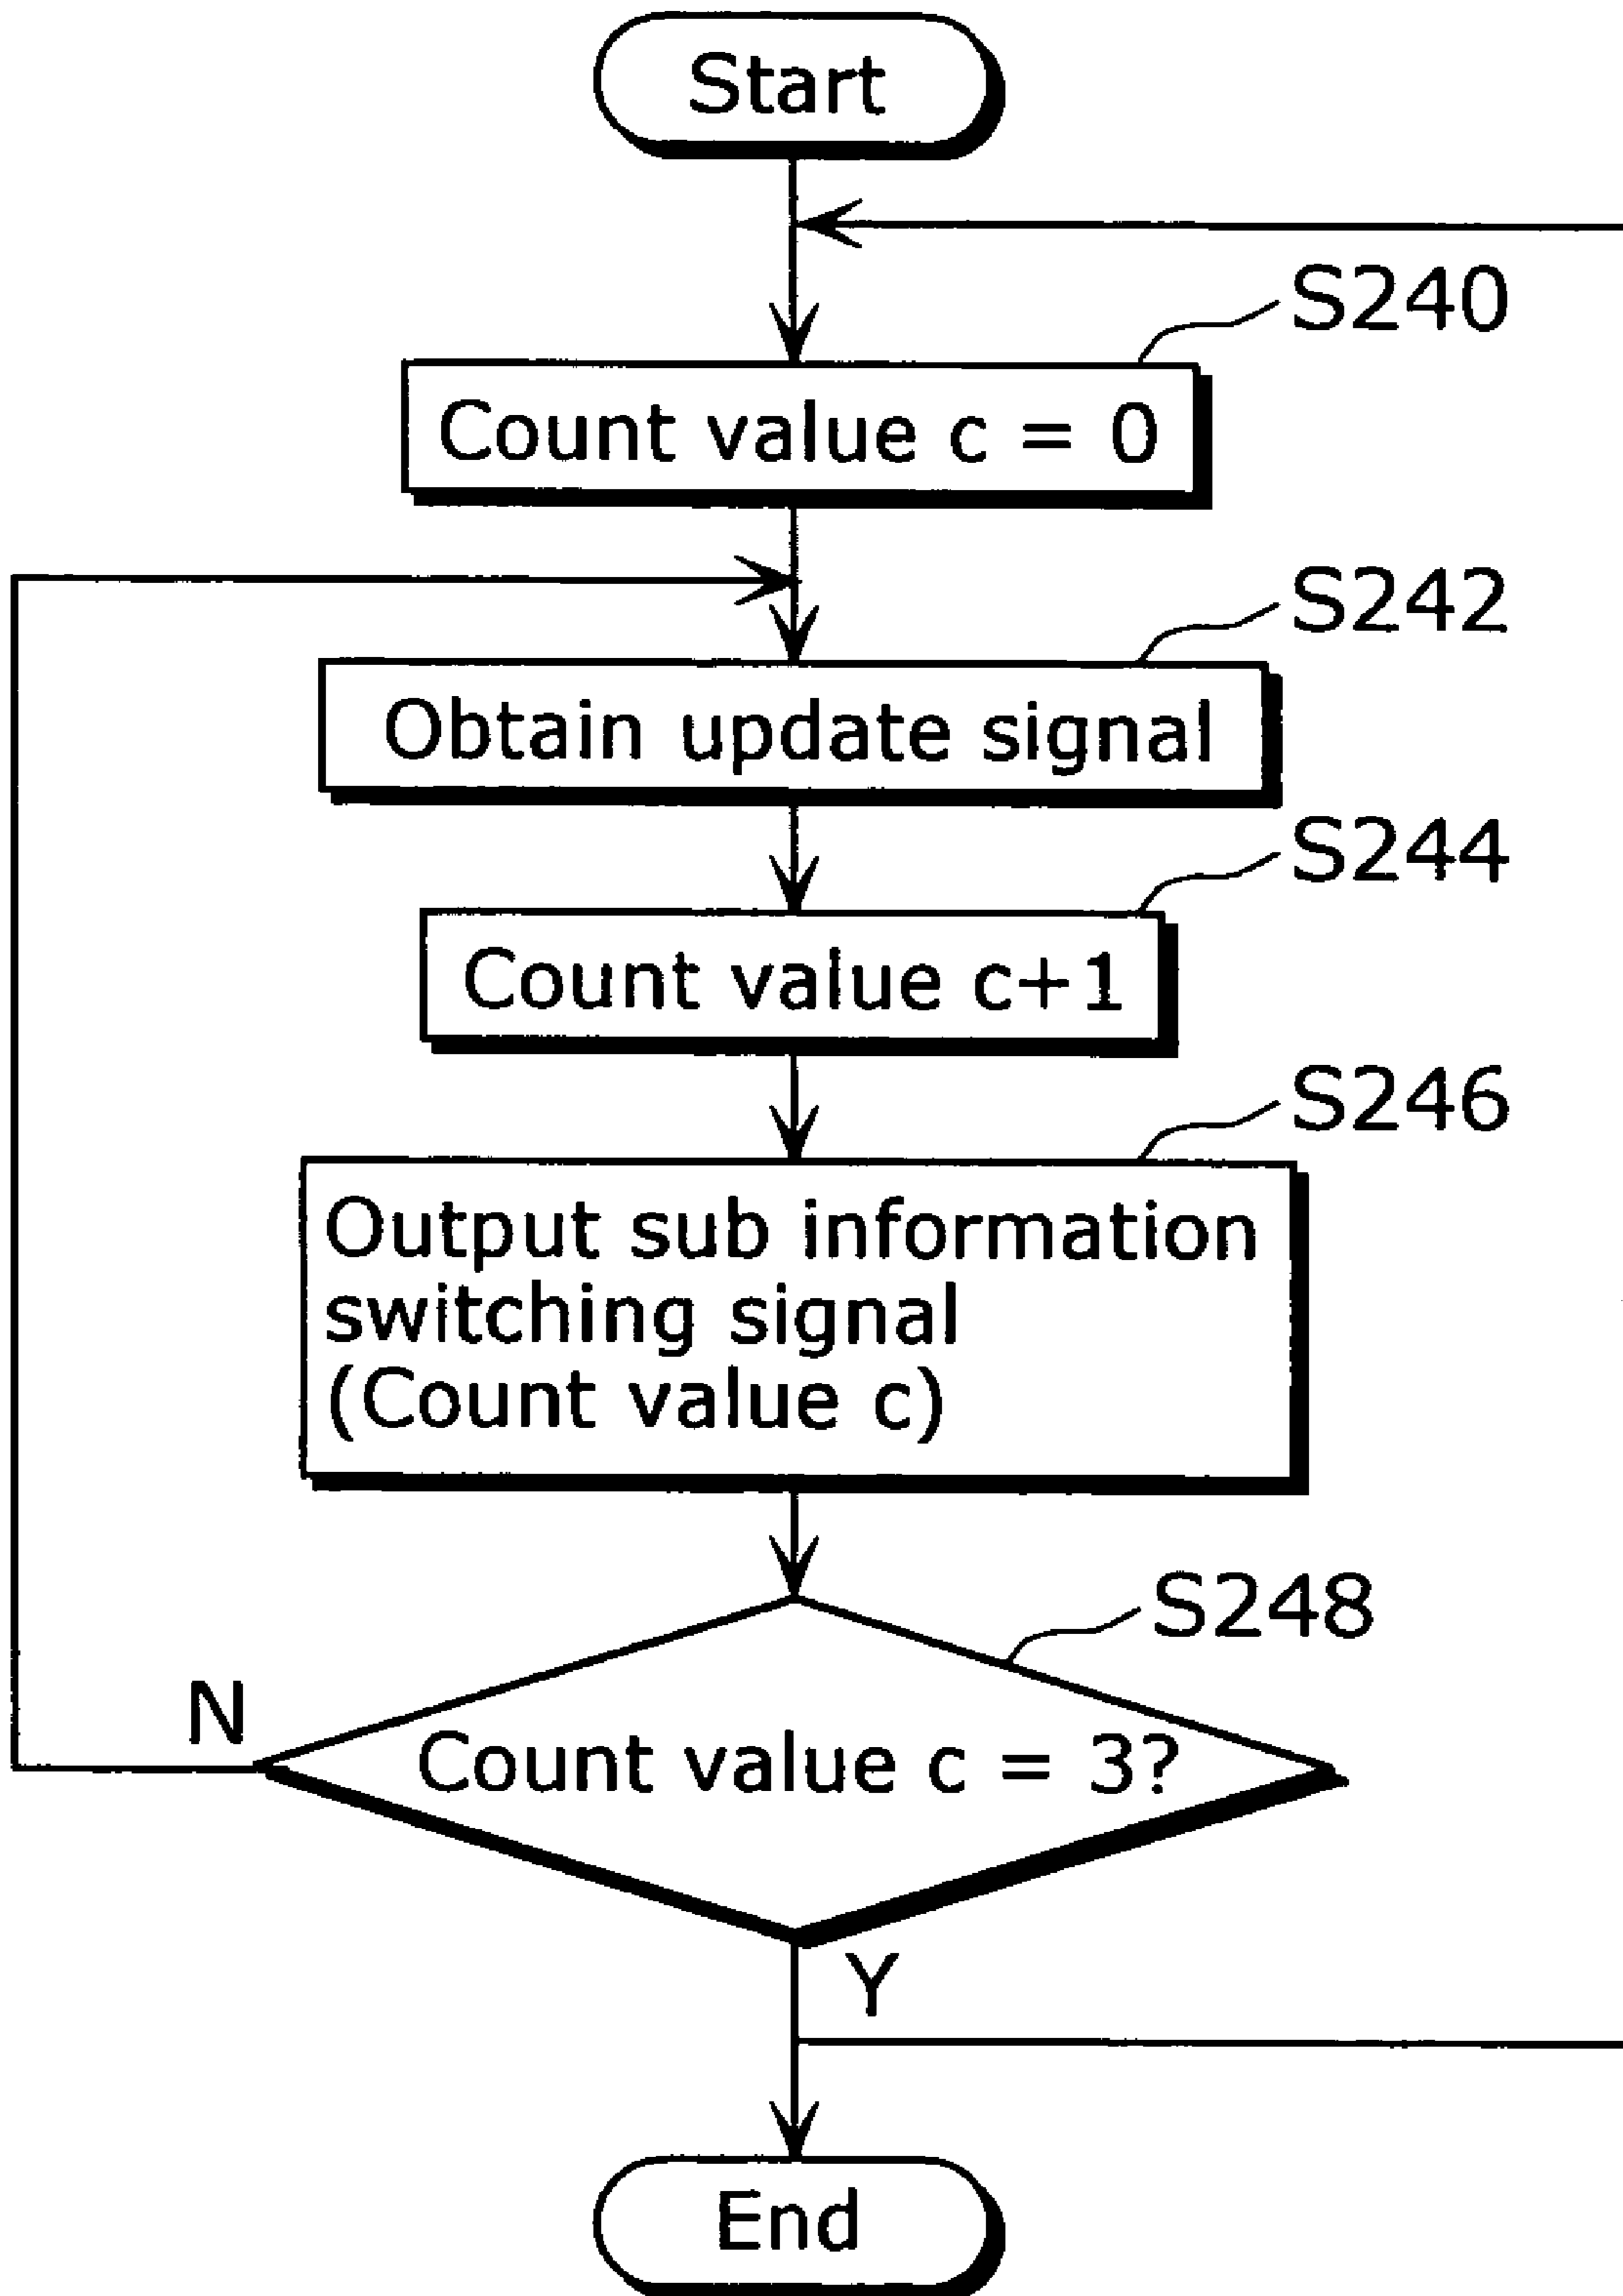 Start
S240
Count value c = 0
S242
Obtain update signal
S244
Count value c+1
S246
Output sub information
switching signal
(Count value c)
S248
N
Count value c = 3?
Y
End